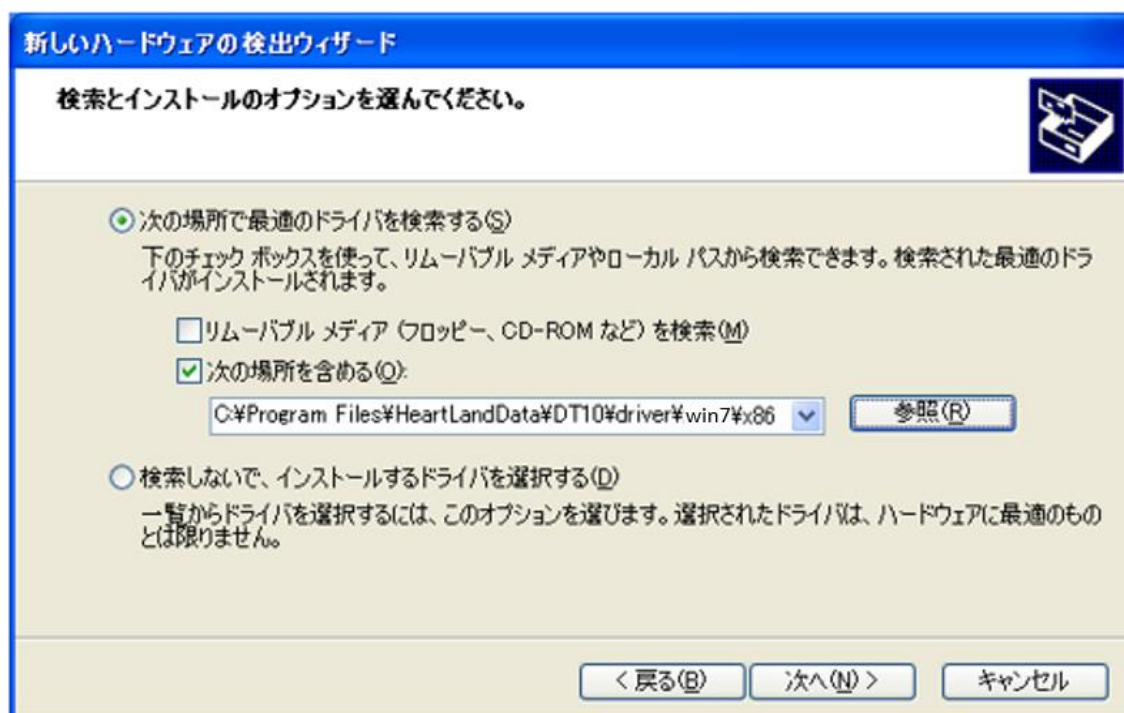 新しいハードウェアの検出ウィザード
検索とインストールのオプションを選んでください。
次の場所で最適のドライバを検索する(S)
下のチェック ボックスを使って、リムーバブル メディアやローカル パスから検索できます。検索された最適のドラ
イバがインストールされます。
リムーバブル メディア (フロッピー、CD-ROM など) を検索(M)
次の場所を含める(O):
C:¥Program Files¥HeartLandData¥DT10¥driver¥win7¥x86
参照(R)
検索しないで、インストールするドライバを選択する(D)
一覧からドライバを選択するには、このオプションを選びます。選択されたドライバは、ハードウェアに最適のもの
とは限りません。
< 戻る(B)
次へ(N) >
キャンセル